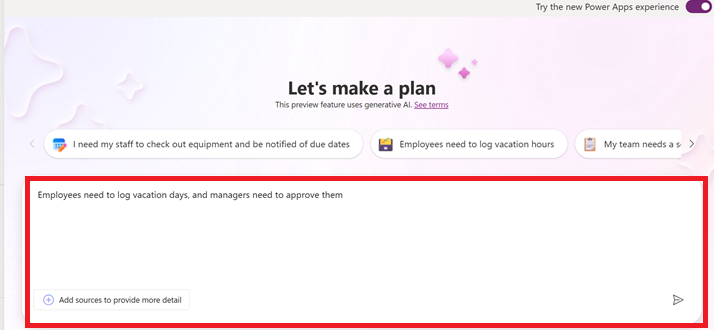 Try the new Power Apps experience
Let's make a plan
This preview feature uses generative AI. See terms
I need my staff to check out equipment and be notified of due dates
Employees need to log vacation hours
My team needs a
Employees need to log vacation days, and managers need to approve them
Add sources to provide more detail